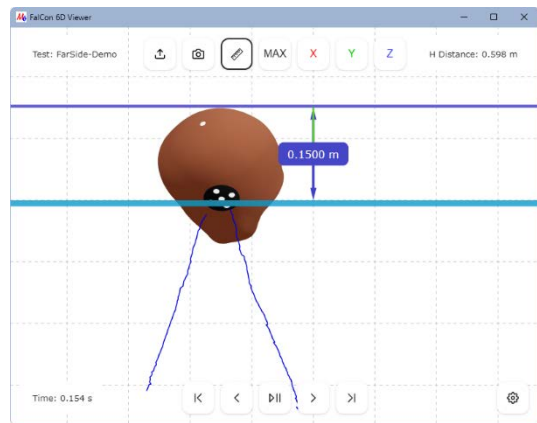 FalCon 6D Viewer
Test: FarSide-Demo
MAX
X
Y
Z
H Distance: 0.598 m
0.1500 m
Time: 0.154 s